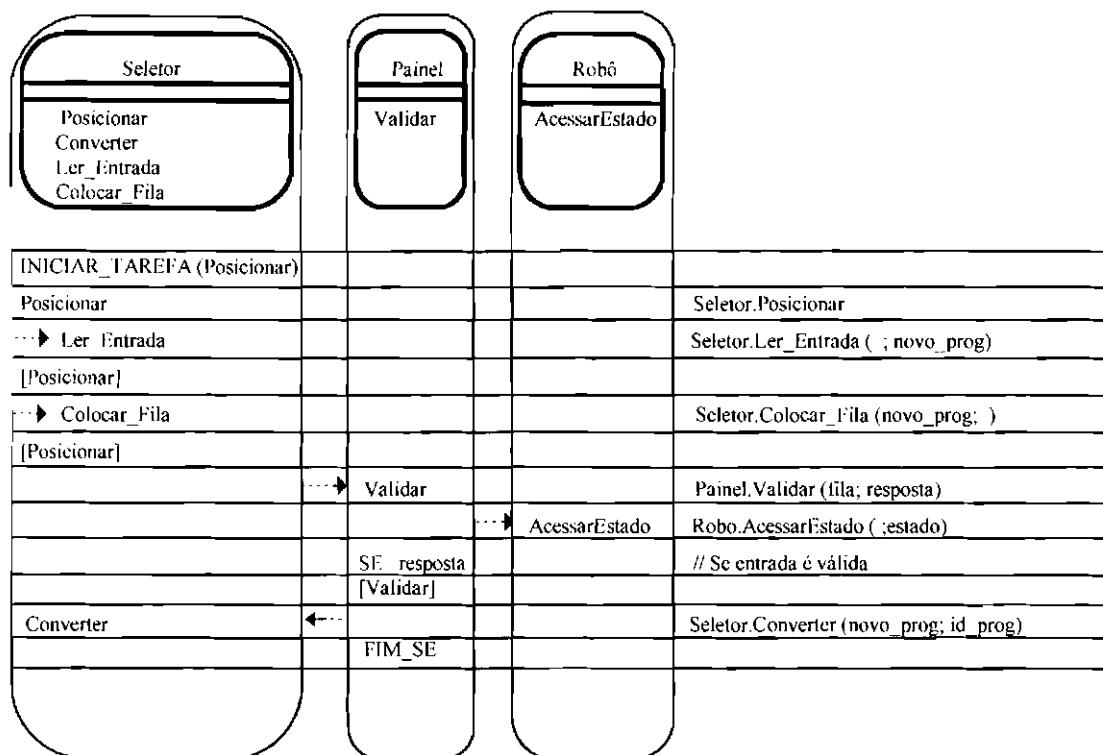 Seletor
Posicionar
Converter
Ler_Entrada
Colocar_Fila
Painel
Validar
Robô
AcessarEstado
INICIAR_TAREFA (Posicionar)
Posicionar Seletor.Posicionar
Ler_Entrada Seletor.Ler_Entrada ( ; novo_prog)
[Posicionar]
Colocar_Fila Seletor.Colocar_Fila (novo_prog; )
[Posicionar]
Validar Painel.Validar (fila; resposta)
AcessarEstado Robo.AcessarEstado ( ;estado)
SE resposta // Se entrada é válida
[Validar]
Converter Seletor.Converter (novo_prog; id_prog)
FIM_SE